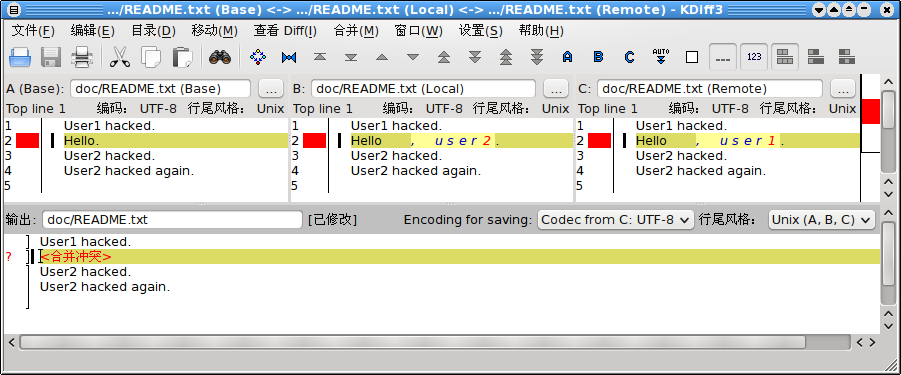 .../README.txt (Base) <-> .../README.txt (Local) <-> .../README.txt (Remote) - KDiff3
文件(F) 编辑(E) 目录(D) 移动(M) 查看 Diff(I) 合并(M) 窗口(W) 设置(S) 帮助(H)
A B C AUTO --- 123
A (Base): doc/README.txt (Base) ... B: doc/README.txt (Local) ... C: doc/README.txt (Remote) ...
Top line 1 编码: UTF-8 行尾风格: Unix Top line 1 编码: UTF-8 行尾风格: Unix Top line 1 编码: UTF-8 行尾风格: Unix
1 User1 hacked. 1 User1 hacked. 1 User1 hacked.
2 Hello. 2 Hello , user2. 2 Hello , user1.
3 User2 hacked. 3 User2 hacked. 3 User2 hacked.
4 User2 hacked again. 4 User2 hacked again. 4 User2 hacked again.
5 5 5
输出: doc/README.txt [已修改] Encoding for saving: Codec from C: UTF-8 行尾风格: Unix (A, B, C)
User1 hacked.
? <合并冲突>
User2 hacked.
User2 hacked again.